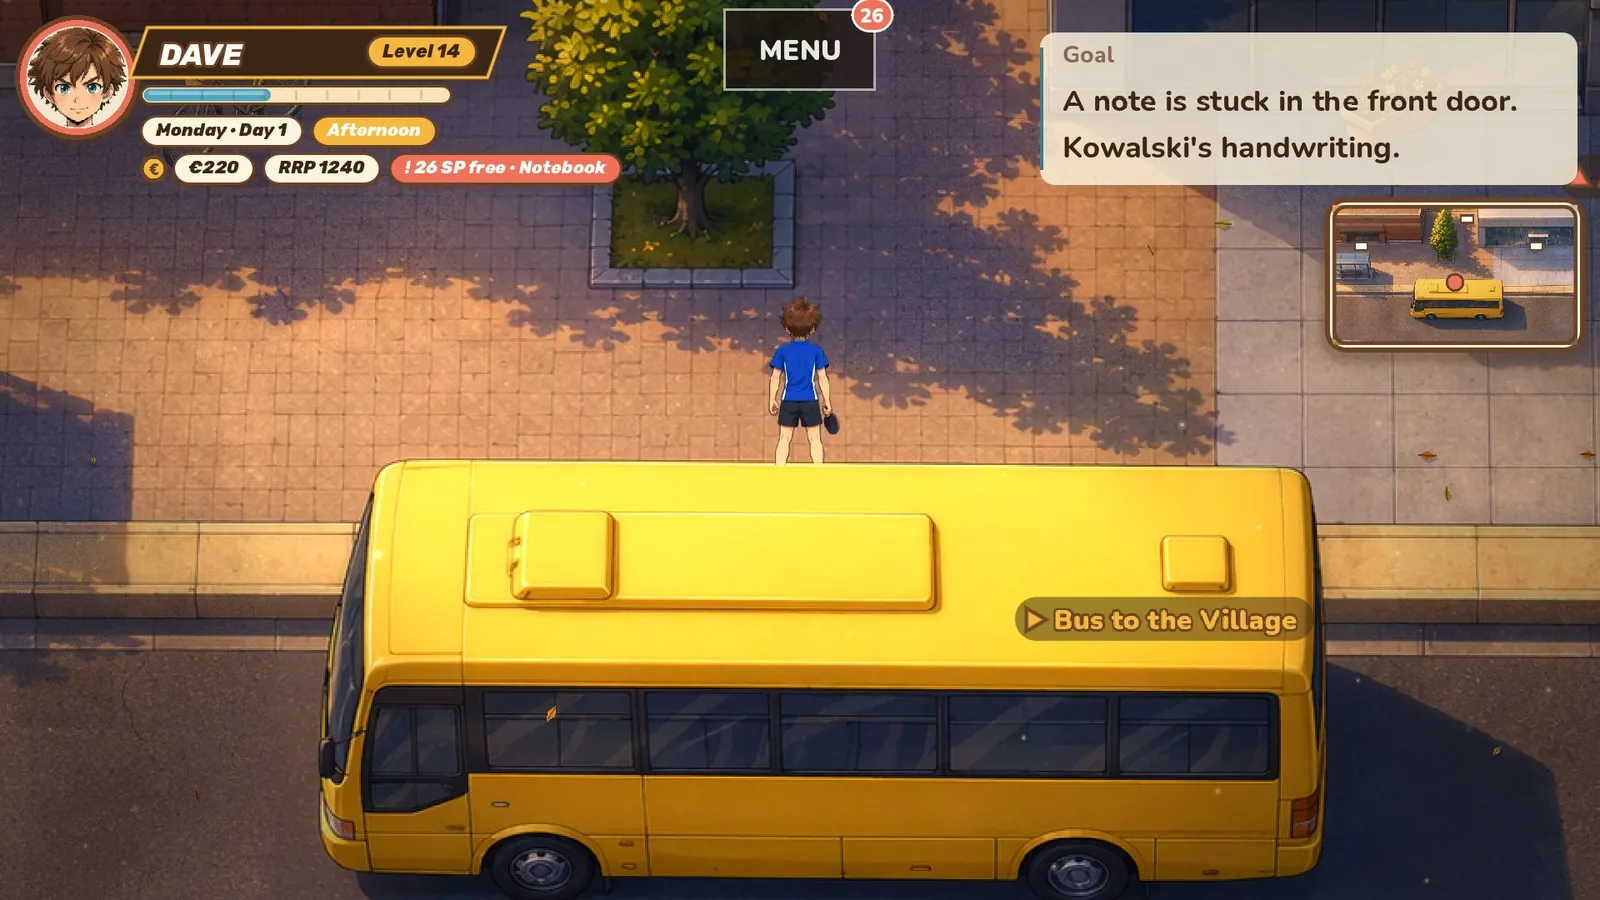 DAVE
Level 14
Monday · Day 1
Afternoon
€
€220
RRP 1240
! 26 SP free · Notebook
MENU
26
Goal
A note is stuck in the front door.
Kowalski's handwriting.
Bus to the Village